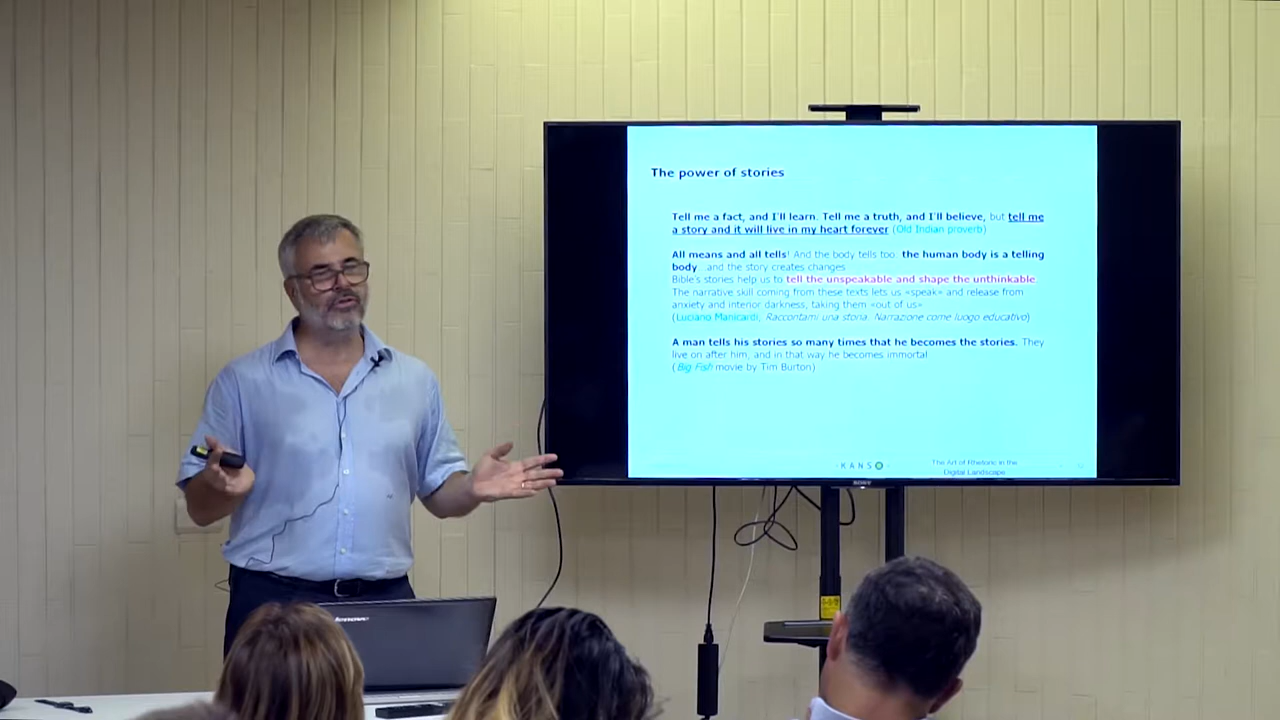 The power of stories
Tell me a fact, and I'll learn. Tell me a truth, and I'll believe, but tell me
a story and it will live in my heart forever (Old Indian proverb)
All means and all tells! And the body tells too: the human body is a telling
body...and the story creates changes
Bible's stories help us to tell the unspeakable and shape the unthinkable.
The narrative skill coming from these texts lets us «speak» and release from
anxiety and interior darkness, taking them «out of us»
(Luciano Manicardi, Raccontami una storia. Narrazione come luogo educativo)
A man tells his stories so many times that he becomes the stories. They
live on after him, and in that way he becomes immortal
(Big Fish movie by Tim Burton)
KANSO
The Art of Rhetoric in the
Digital Landscape
SONY
lenovo